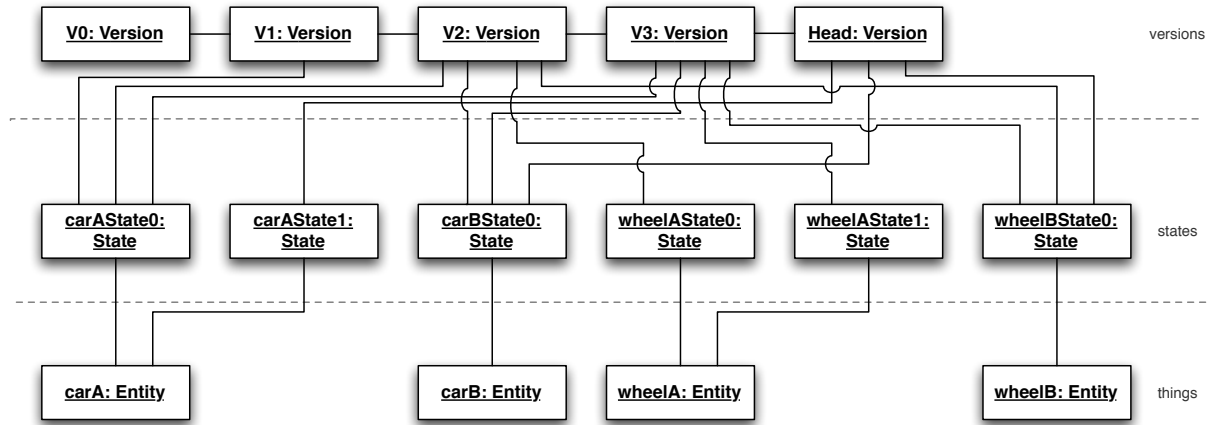 V0: Version
V1: Version
V2: Version
V3: Version
Head: Version
versions
carAState0:
State
carAState1:
State
carBState0:
State
wheelAState0:
State
wheelAState1:
State
wheelBState0:
State
states
carA: Entity
carB: Entity
wheelA: Entity
wheelB: Entity
things